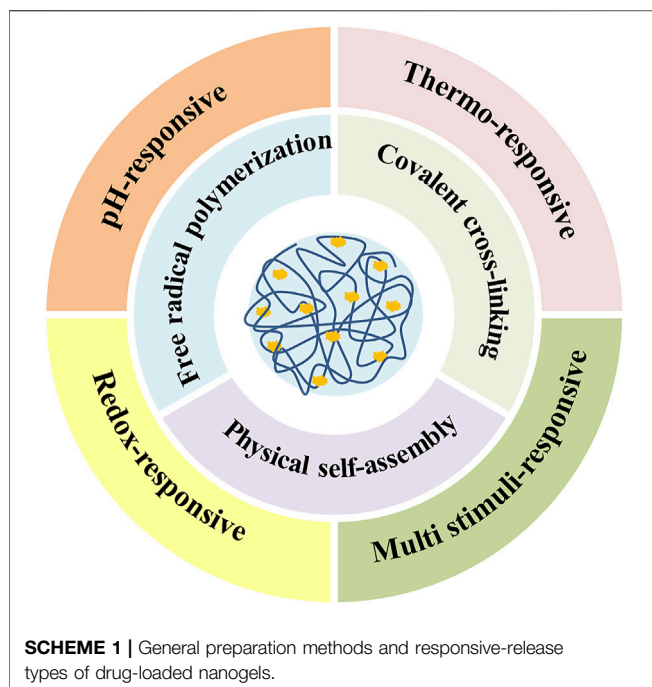 pH-responsive
Thermo-responsive
Free radical polymerization
Covalent cross-linking
Physical self-assembly
Redox-responsive
Multi stimuli-responsive
SCHEME 1 | General preparation methods and responsive-release
types of drug-loaded nanogels.